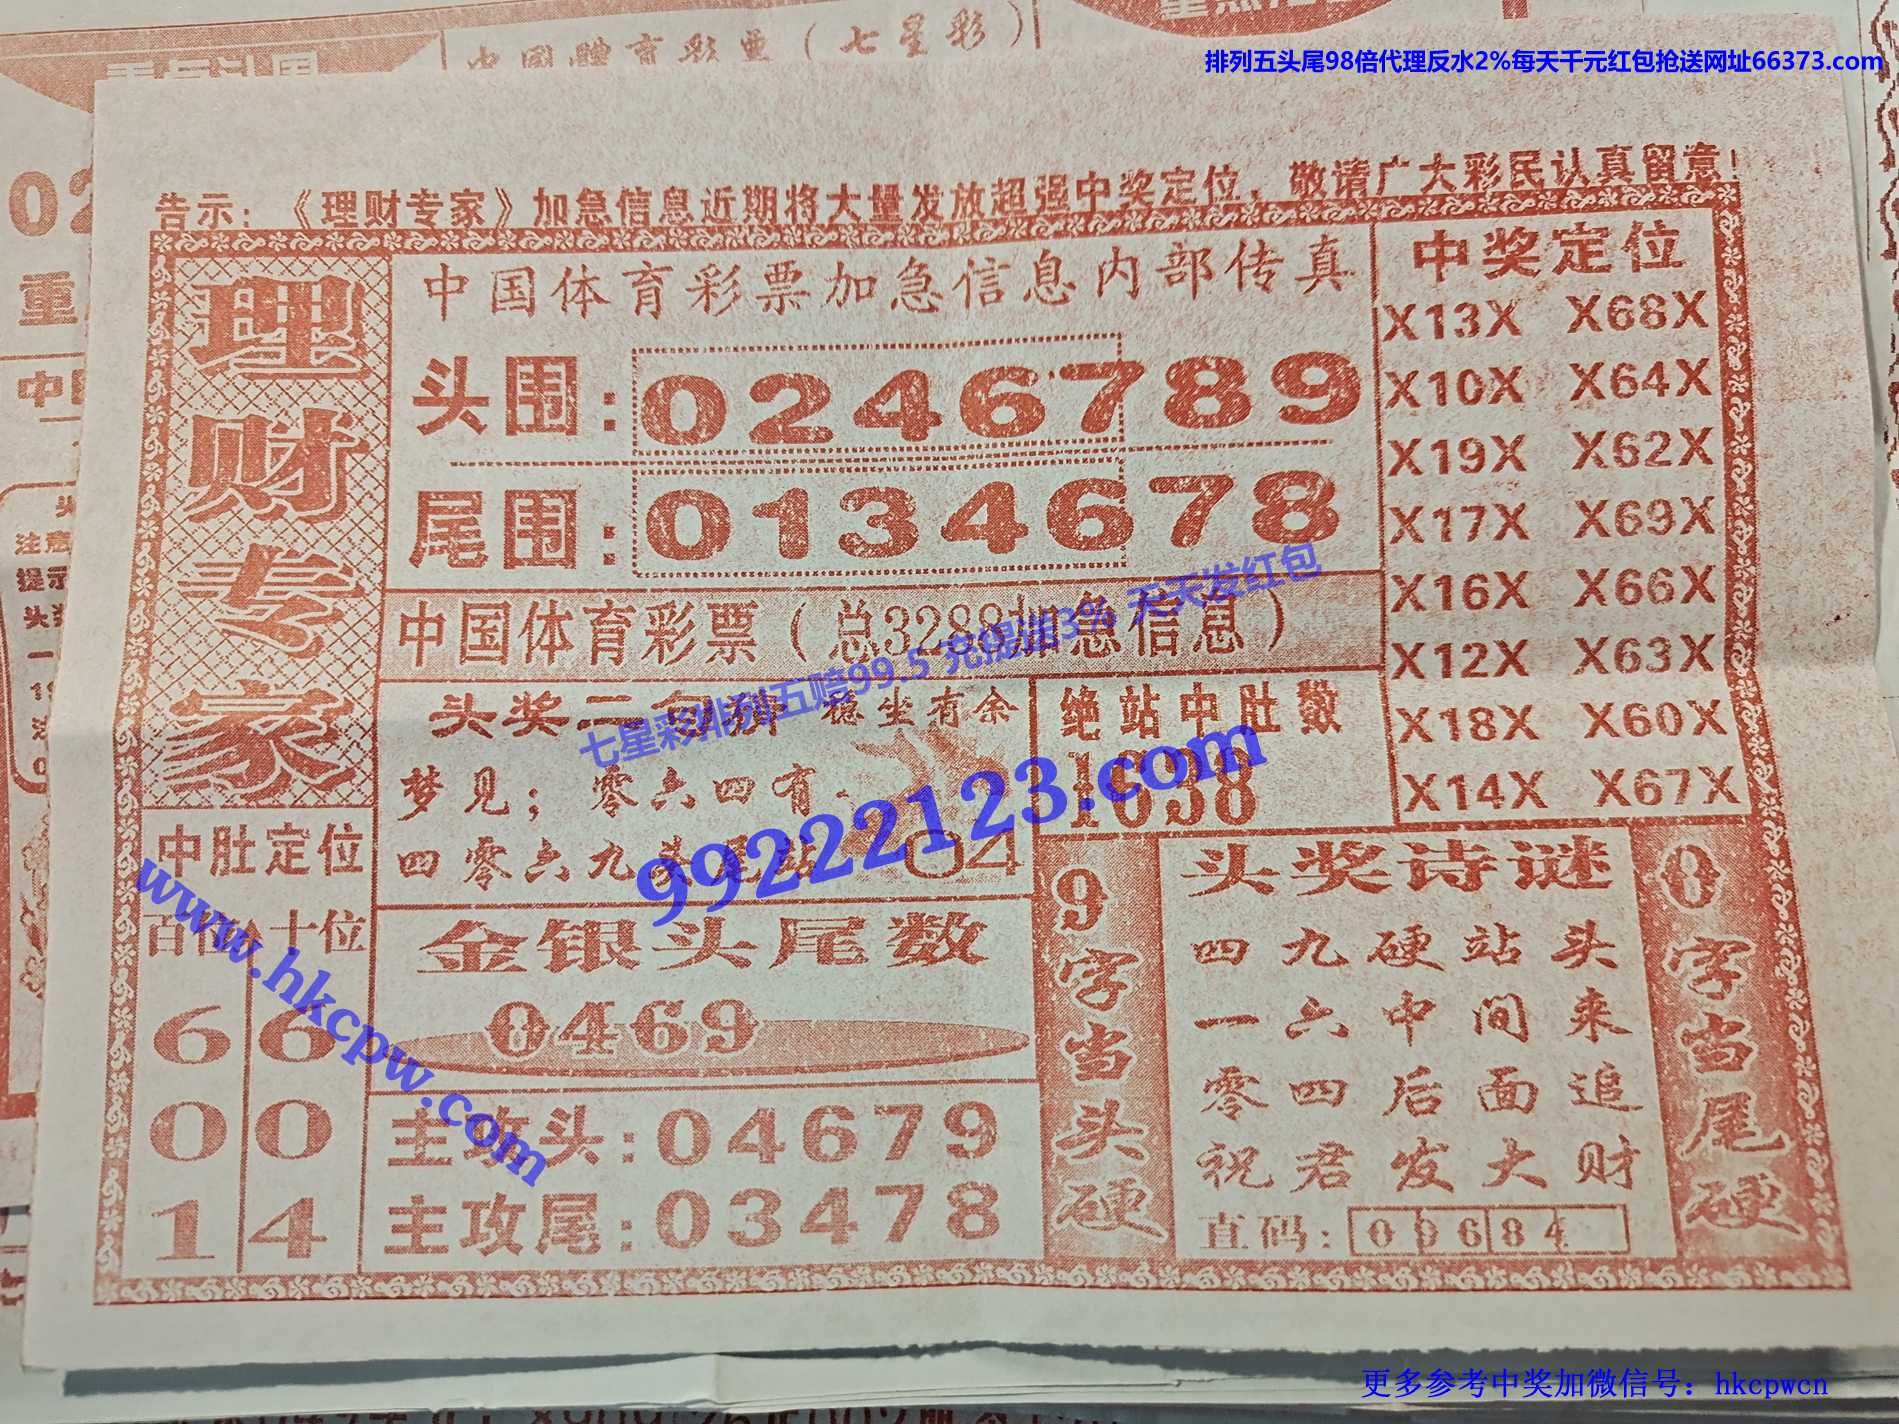 中国體育彩票(七星彩)
排列五头尾98倍代理反水2%每天千元红包抢送网址66373.com
告示:《理财专家》加急信息近期将大量发放超强中奖定位,敬请广大彩民认真留意!
理财专家
中国体育彩票加急信息内部传真
头围:0246789
尾围:0134678
中国体育彩票(总3288加急信息)
中奖定位
X13X X68X
X10X X64X
X19X X62X
X17X X69X
X16X X66X
X12X X63X
X18X X60X
X14X X67X
七星彩排列五赔99.5 充提送3% 天天发红包
99222123.com
头奖二句 稳坐有余
梦见;零六四有
四零六九头尾站 04
绝站中肚数
1638
中肚定位
百位 十位
6 6
0 0
1 4
www.hkcpw.com
金银头尾数
0469
主攻头:04679
主攻尾:03478
9字当头硬
头奖诗谜
四九硬站头
一六中间来
零四后面追
祝君发大财
直码:09684
0字当尾硬
更多参考中奖加微信号:hkcpwcn